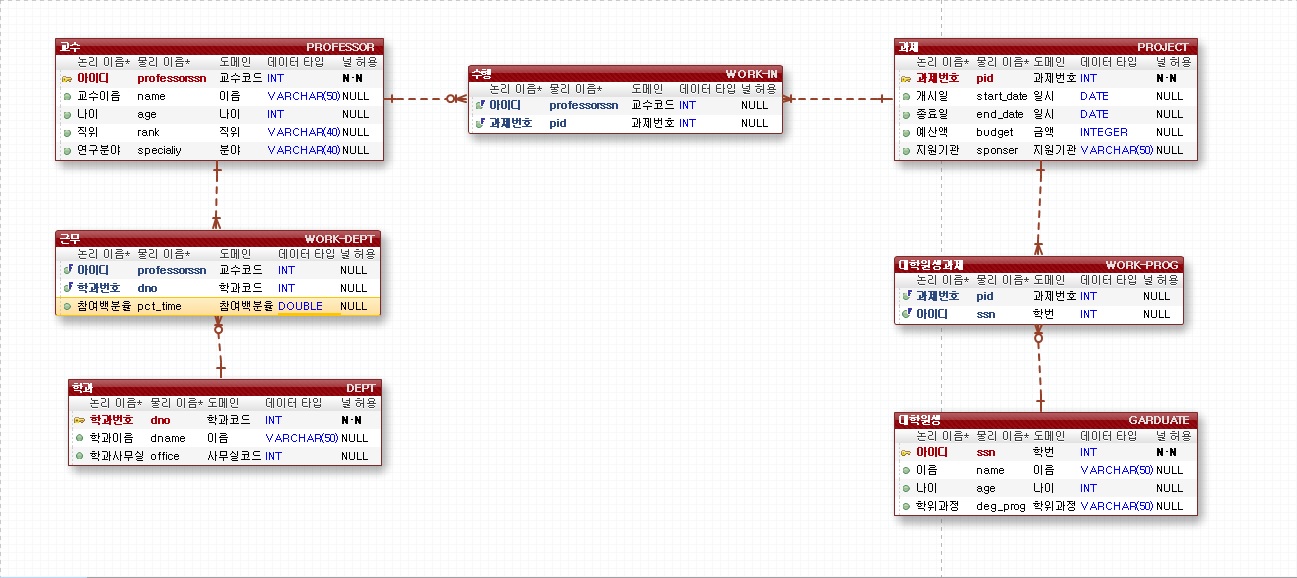 교수 PROFESSOR
논리 이름* 물리 이름* 도메인 데이터 타입 널 허용
아이디 professorssn 교수코드 INT N-N
교수이름 name 이름 VARCHAR(50) NULL
나이 age 나이 INT NULL
직위 rank 직위 VARCHAR(40) NULL
연구분야 specialiy 분야 VARCHAR(40) NULL
수행 WORK-IN
논리 이름* 물리 이름* 도메인 데이터 타입 널 허용
아이디 professorssn 교수코드 INT NULL
과제번호 pid 과제번호 INT NULL
과제 PROJECT
논리 이름* 물리 이름* 도메인 데이터 타입 널 허용
과제번호 pid 과제번호 INT N-N
개시일 start_date 일시 DATE NULL
종료일 end_date 일시 DATE NULL
예산액 budget 금액 INTEGER NULL
지원기관 sponser 지원기관 VARCHAR(50) NULL
근무 WORK-DEPT
논리 이름* 물리 이름* 도메인 데이터 타입 널 허용
아이디 professorssn 교수코드 INT NULL
학과번호 dno 학과코드 INT NULL
참여백분율 pct_time 참여백분율 DOUBLE NULL
대학원생과제 WORK-PROG
논리 이름* 물리 이름* 도메인 데이터 타입 널 허용
과제번호 pid 과제번호 INT NULL
아이디 ssn 학번 INT NULL
학과 DEPT
논리 이름* 물리 이름* 도메인 데이터 타입 널 허용
학과번호 dno 학과코드 INT N-N
학과이름 dname 이름 VARCHAR(50) NULL
학과사무실 office 사무실코드 INT NULL
대학원생 GARDUATE
논리 이름* 물리 이름* 도메인 데이터 타입 널 허용
아이디 ssn 학번 INT N-N
이름 name 이름 VARCHAR(50) NULL
나이 age 나이 INT NULL
학위과정 deg_prog 학위과정 VARCHAR(50) NULL